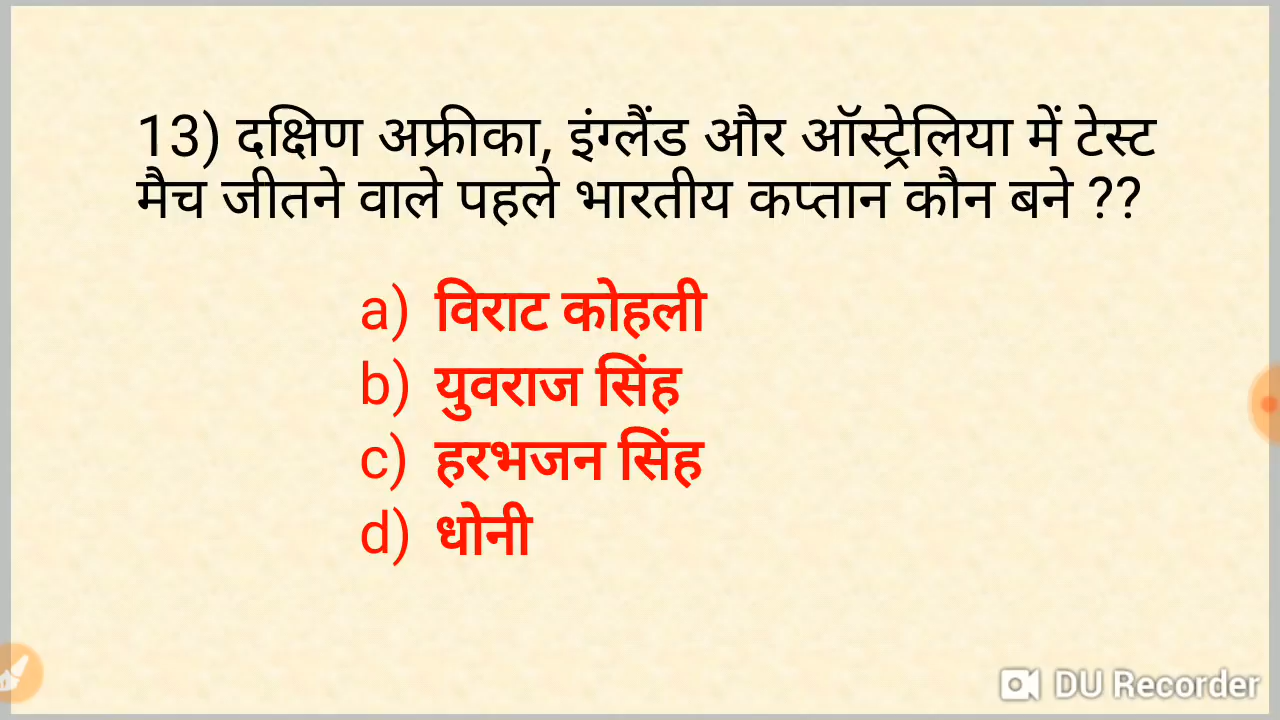 13) दक्षिण अफ्रीका, इंग्लैंड और ऑस्ट्रेलिया में टेस्ट
मैच जीतने वाले पहले भारतीय कप्तान कौन बने ??
a) विराट कोहली
b) युवराज सिंह
c) हरभजन सिंह
d) धोनी
DU Recorder